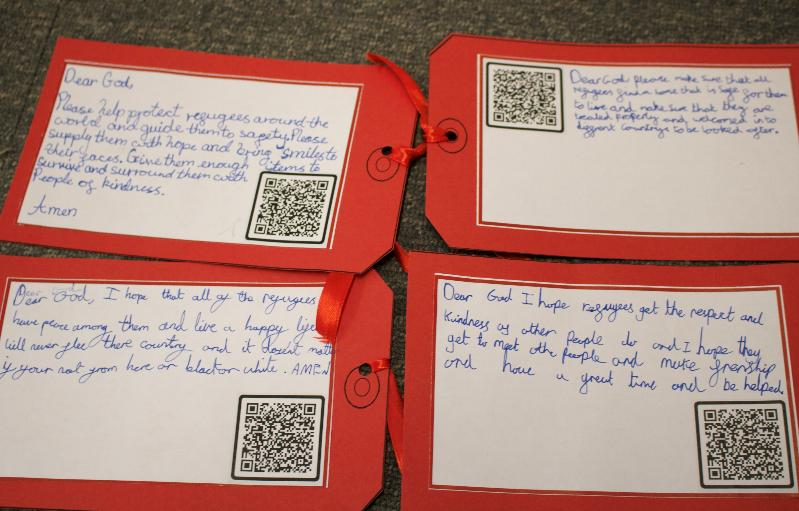 Dear God,
Please help protect refugees around the
world and guide them to safety. Please
supply them with hope and bring smiles to
their faces. Give them enough items to
survive and surround them with
People of kindness.
Amen
Dear God please make sure that all
refugees find a home that is safe for them
to live and make sure that they are
treated properly and welcomed into
different countrys to be looked after.
Dear God, I hope that all of the refugees
have peace among them and live a happy life
will never flee there country and it doesnt matter
if your not from here or black or white. AMEN
Dear God I hope refugees get the respect and
kindness as other People do and I hope they
get to meet other people and make frenship
and have a great time and be helped.